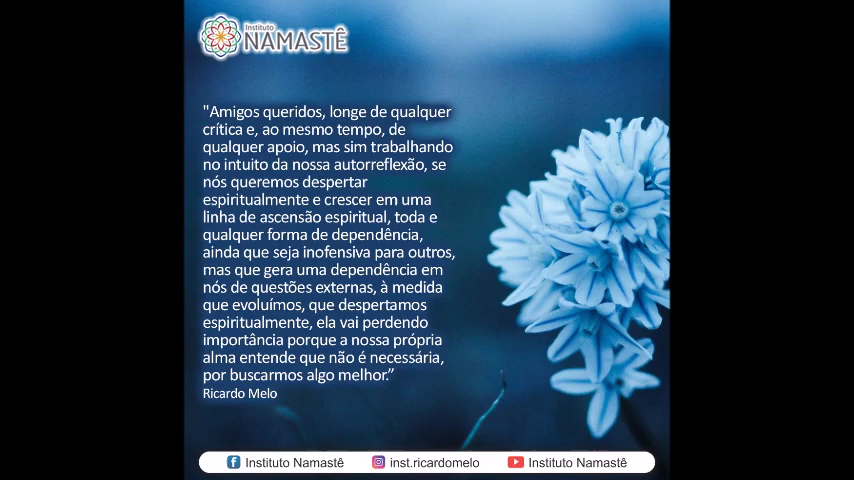 Instituto
NAMASTÊ
"Amigos queridos, longe de qualquer
crítica e, ao mesmo tempo, de
qualquer apoio, mas sim trabalhando
no intuito da nossa autorreflexão, se
nós queremos despertar
espiritualmente e crescer em uma
linha de ascensão espiritual, toda e
qualquer forma de dependência,
ainda que seja inofensiva para outros,
mas que gera uma dependência em
nós de questões externas, à medida
que evoluímos, que despertamos
espiritualmente, ela vai perdendo
importância porque a nossa própria
alma entende que não é necessária,
por buscarmos algo melhor.”
Ricardo Melo
Instituto Namastê inst.ricardomelo Instituto Namastê